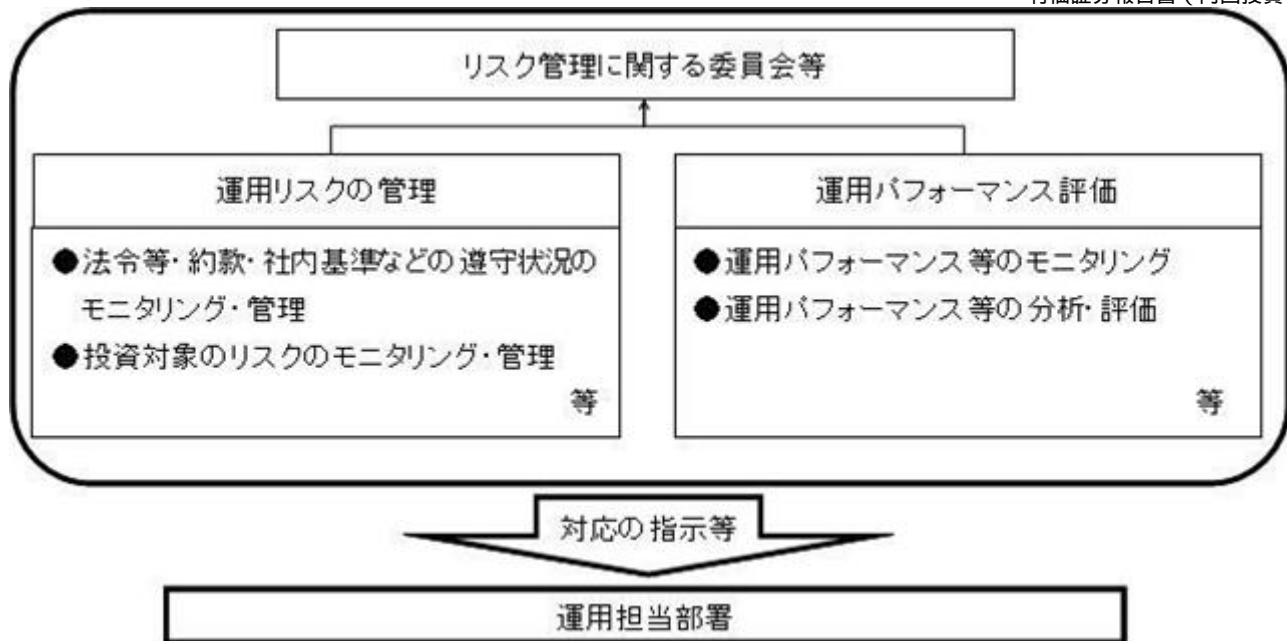 リスク管理に関する委員会等
運用リスクの管理
●法令等・約款・社内基準などの遵守状況の
モニタリング・管理
●投資対象のリスクのモニタリング・管理
等
運用パフォーマンス評価
●運用パフォーマンス等のモニタリング
●運用パフォーマンス等の分析・評価
等
対応の指示等
運用担当部署